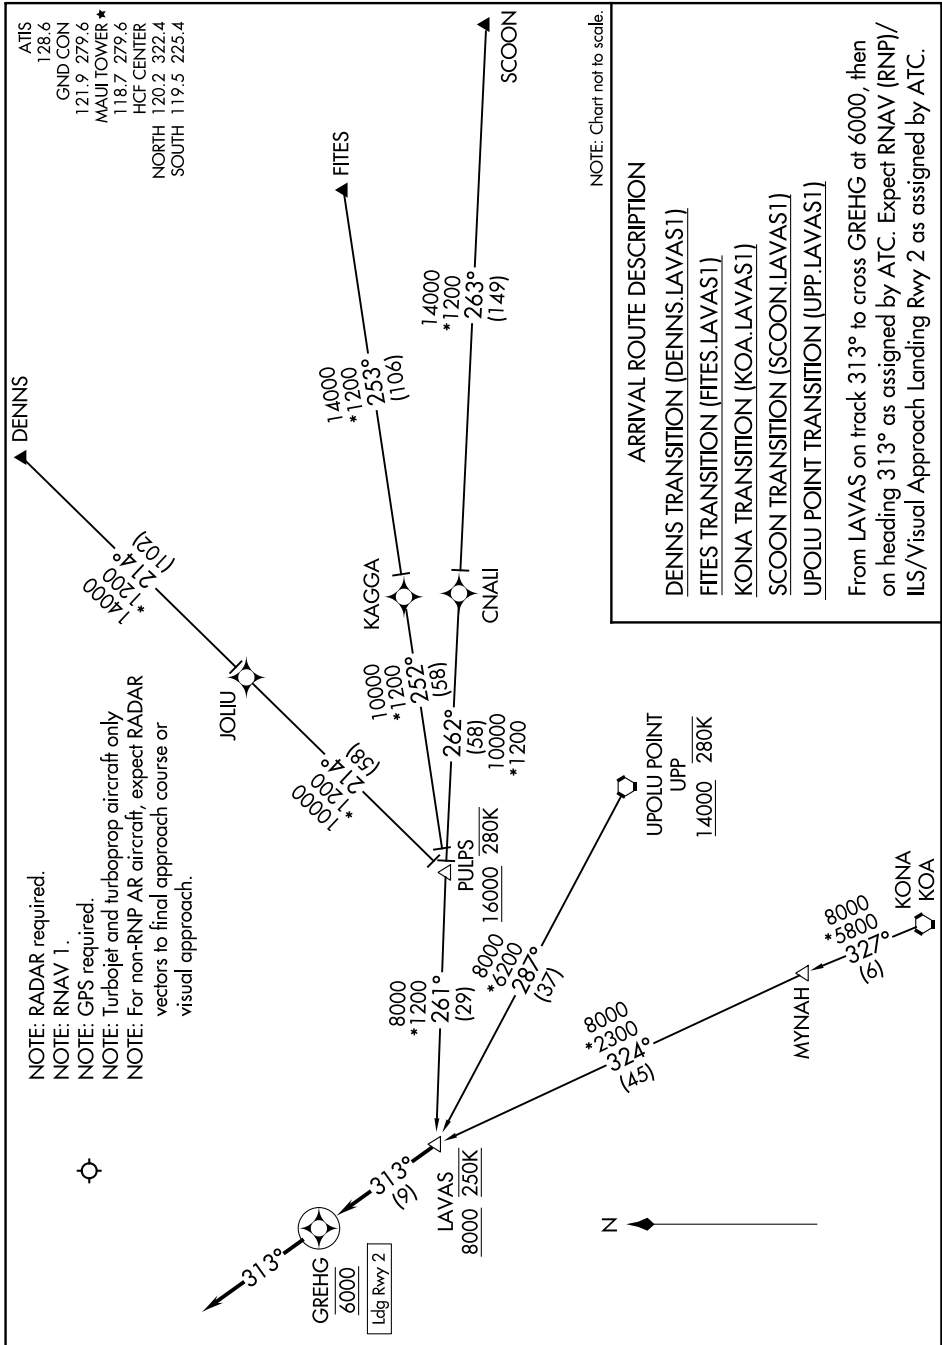 ATIS
128.6
GND CON
121.9 279.6
MAUI TOWER★
118.7 279.6
HCF CENTER
NORTH 120.2 322.4
SOUTH 119.5 225.4
NOTE: RADAR required.
NOTE: RNAV 1.
NOTE: GPS required.
NOTE: Turbojet and turboprop aircraft only
NOTE: For non-RNP AR aircraft, expect RADAR
vectors to final approach course or
visual approach.
DENNS
14000
*1200
214°
(102)
JOLIU
10000
*1200
214°
(58)
FITES
14000
*1200
253°
(106)
KAGGA
10000
*1200
252°
(58)
SCOON
14000
*1200
263°
(149)
CNALI
262°
(58)
10000
*1200
PULPS
16000 280K
8000
*1200
261°
(29)
UPOLU POINT
UPP
14000 280K
8000
*6200
287°
(37)
KONA
KOA
8000
*5800
327°
(6)
MYNAH
8000
*2300
324°
(45)
LAVAS
8000 250K
313°
(9)
GREHG
6000
Ldg Rwy 2
313°
N
NOTE: Chart not to scale.
ARRIVAL ROUTE DESCRIPTION
DENNS TRANSITION (DENNS.LAVAS1)
FITES TRANSITION (FITES.LAVAS1)
KONA TRANSITION (KOA.LAVAS1)
SCOON TRANSITION (SCOON.LAVAS1)
UPOLU POINT TRANSITION (UPP.LAVAS1)
From LAVAS on track 313° to cross GREHG at 6000, then
on heading 313° as assigned by ATC. Expect RNAV (RNP)/
ILS/Visual Approach Landing Rwy 2 as assigned by ATC.